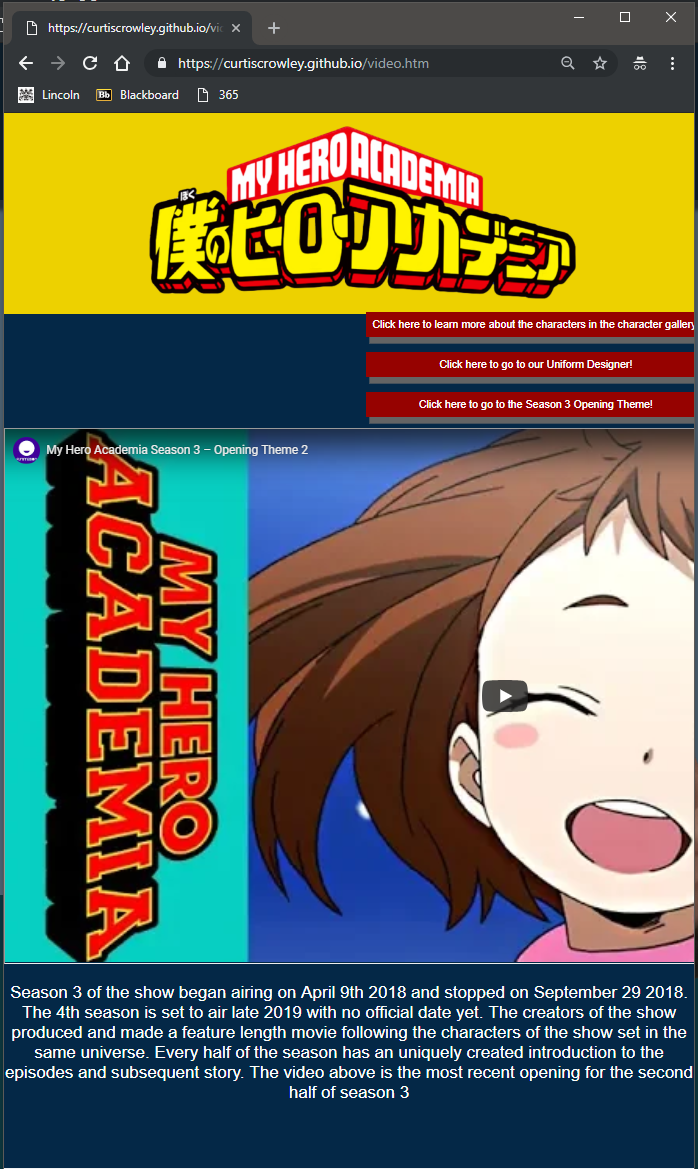 https://curtiscrowley.github.io/vic
https://curtiscrowley.github.io/video.htm
Lincoln
Bb
Blackboard
365
MY HERO ACADEMIA
ぼく
僕のヒーローアカデミア
Click here to learn more about the characters in the character gallery
Click here to go to our Uniform Designer!
Click here to go to the Season 3 Opening Theme!
My Hero Academia Season 3 – Opening Theme 2
MY HERO
ACADEMIA
Season 3 of the show began airing on April 9th 2018 and stopped on September 29 2018.
The 4th season is set to air late 2019 with no official date yet. The creators of the show
produced and made a feature length movie following the characters of the show set in the
same universe. Every half of the season has an uniquely created introduction to the
episodes and subsequent story. The video above is the most recent opening for the second
half of season 3